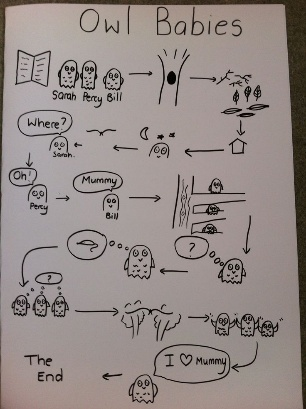 Owl Babies
Sarah Percy Bill
Where?
Sarah.
Oh!
Percy
Mummy
Bill
?
?
I ♡ Mummy
The
End